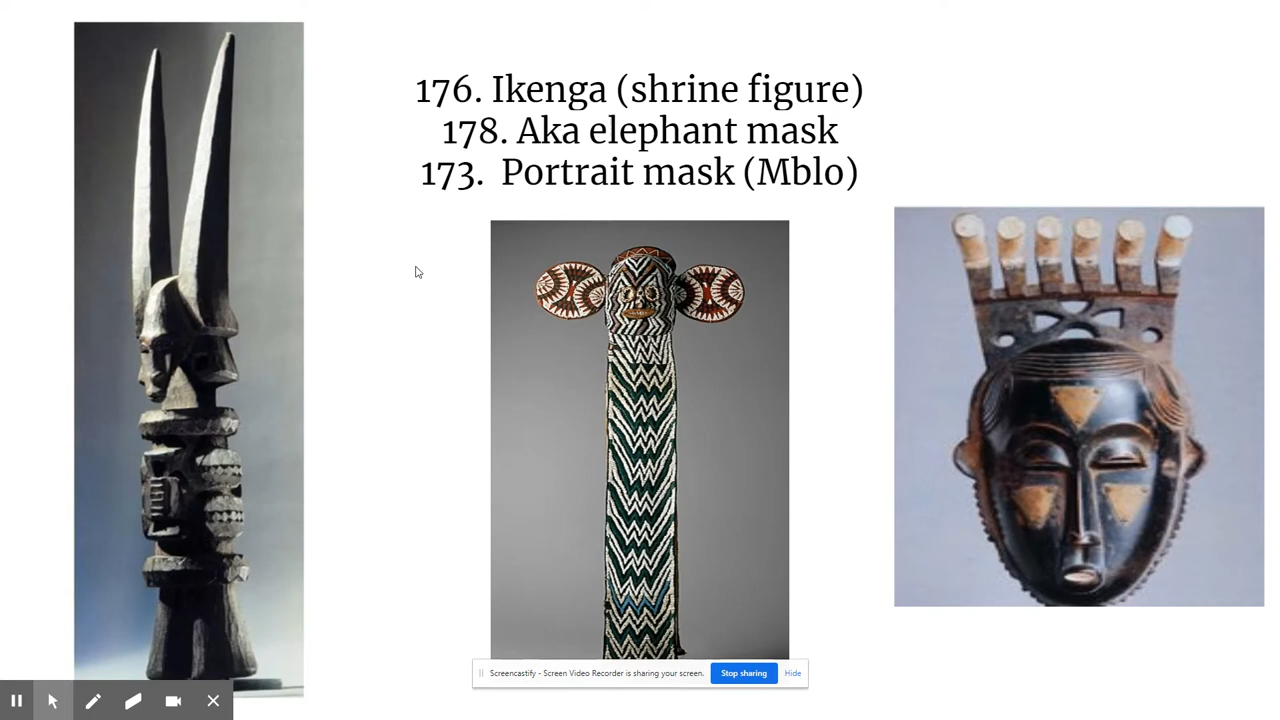 176. Ikenga (shrine figure)
178. Aka elephant mask
173.  Portrait mask (Mblo)
Screencastify - Screen Video Recorder is sharing your screen.
Stop sharing
Hide